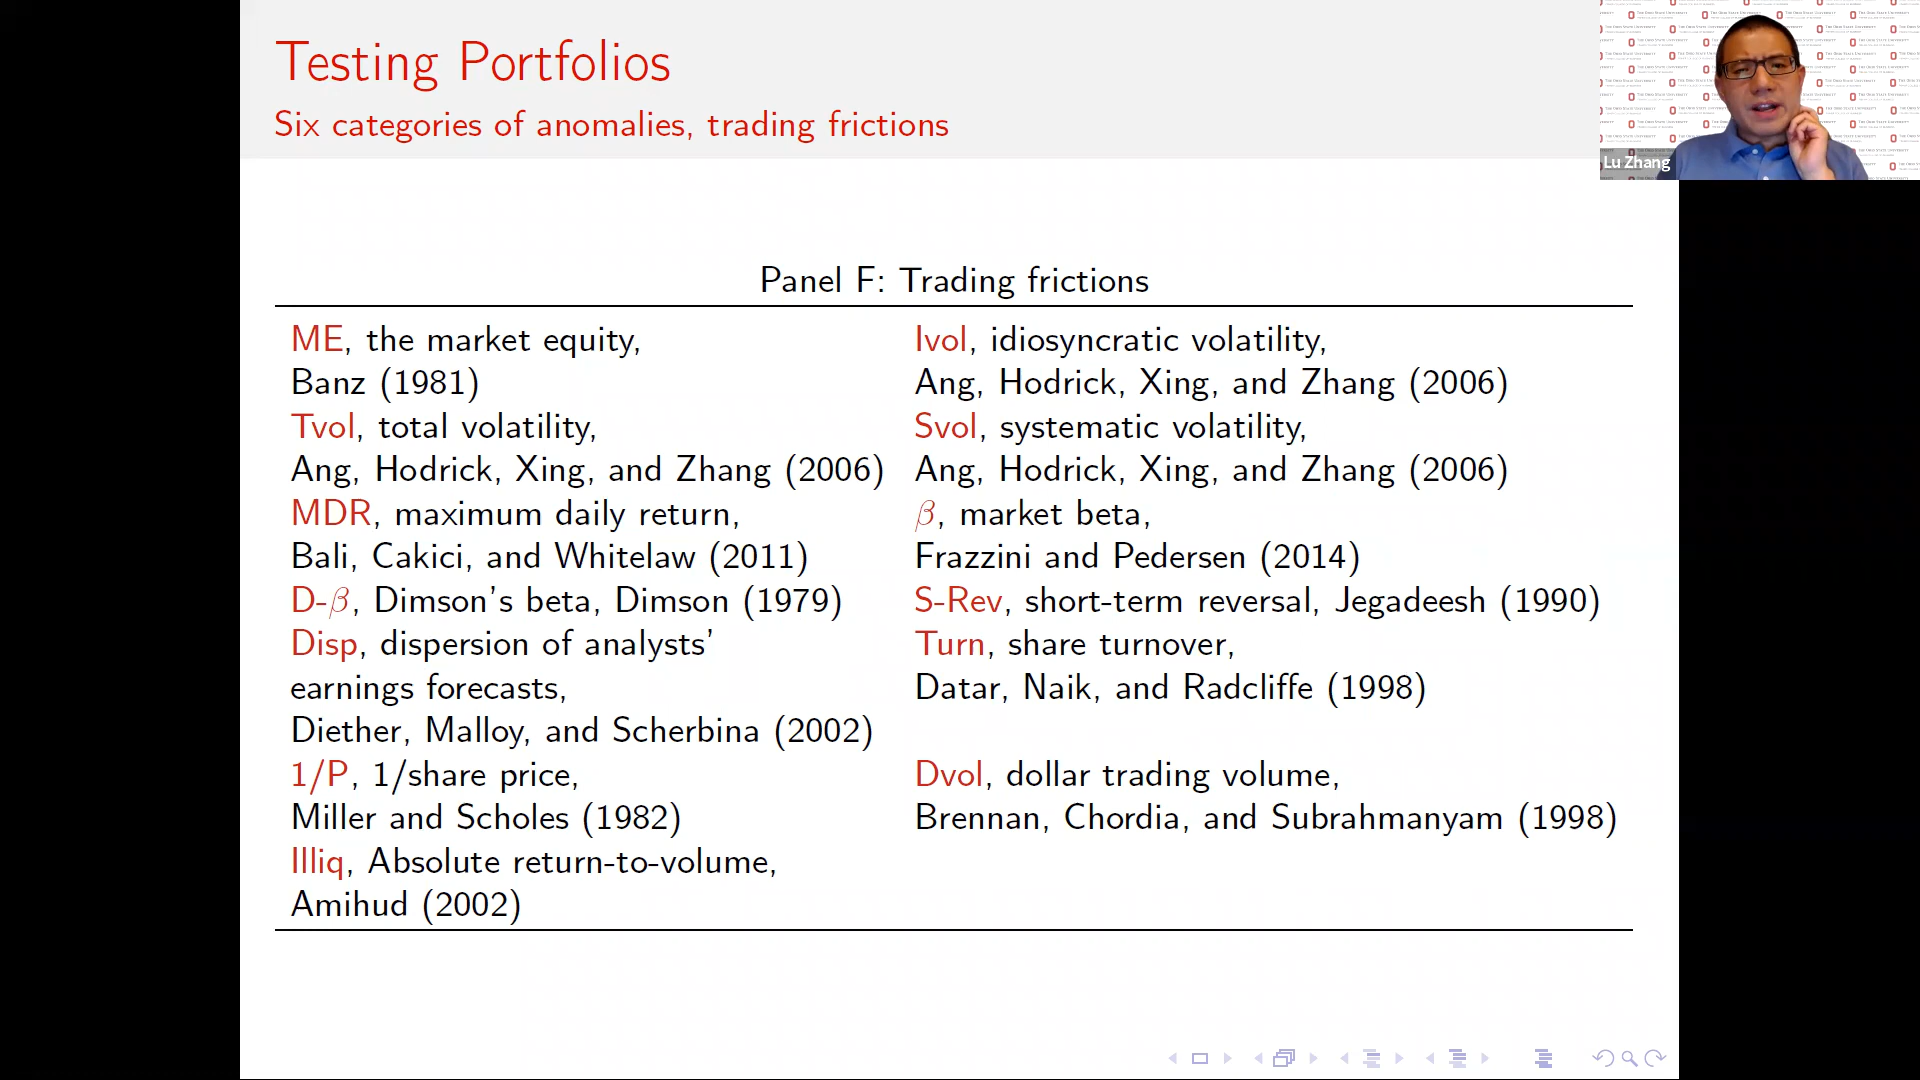 Testing Portfolios
Six categories of anomalies, trading frictions
Lu Zhang
Panel F: Trading frictions
ME, the market equity,
Banz (1981)
Ivol, idiosyncratic volatility,
Ang, Hodrick, Xing, and Zhang (2006)
Tvol, total volatility,
Ang, Hodrick, Xing, and Zhang (2006)
Svol, systematic volatility,
Ang, Hodrick, Xing, and Zhang (2006)
MDR, maximum daily return,
Bali, Cakici, and Whitelaw (2011)
β, market beta,
Frazzini and Pedersen (2014)
D-β, Dimson's beta, Dimson (1979)
S-Rev, short-term reversal, Jegadeesh (1990)
Disp, dispersion of analysts'
earnings forecasts,
Diether, Malloy, and Scherbina (2002)
Turn, share turnover,
Datar, Naik, and Radcliffe (1998)
1/P, 1/share price,
Miller and Scholes (1982)
Dvol, dollar trading volume,
Brennan, Chordia, and Subrahmanyam (1998)
Illiq, Absolute return-to-volume,
Amihud (2002)